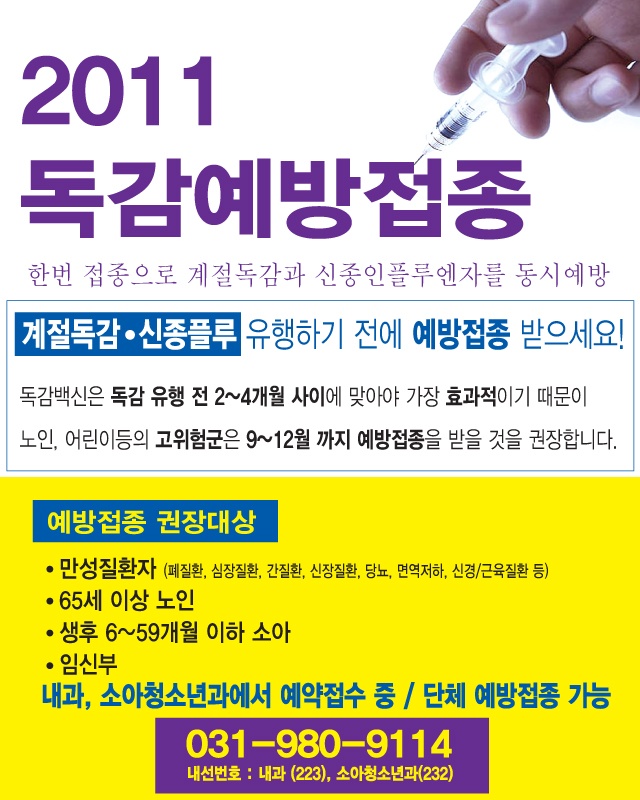 2011
독감예방접종
한번 접종으로 계절독감과 신종인플루엔자를 동시예방
계절독감•신종플루 유행하기 전에 예방접종 받으세요!
독감백신은 독감 유행 전 2~4개월 사이에 맞아야 가장 효과적이기 때문이
노인, 어린이등의 고위험군은 9~12월 까지 예방접종을 받을 것을 권장합니다.
예방접종 권장대상
• 만성질환자 (폐질환, 심장질환, 간질환, 신장질환, 당뇨, 면역저하, 신경/근육질환 등)
• 65세 이상 노인
• 생후 6~59개월 이하 소아
• 임신부
내과, 소아청소년과에서 예약접수 중 / 단체 예방접종 가능
031-980-9114
내선번호 : 내과 (223), 소아청소년과(232)